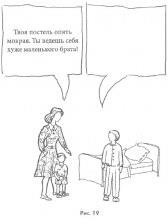 Твоя постель опять
мокрая. Ты ведешь себя
хуже маленького брата!
Рис. 19